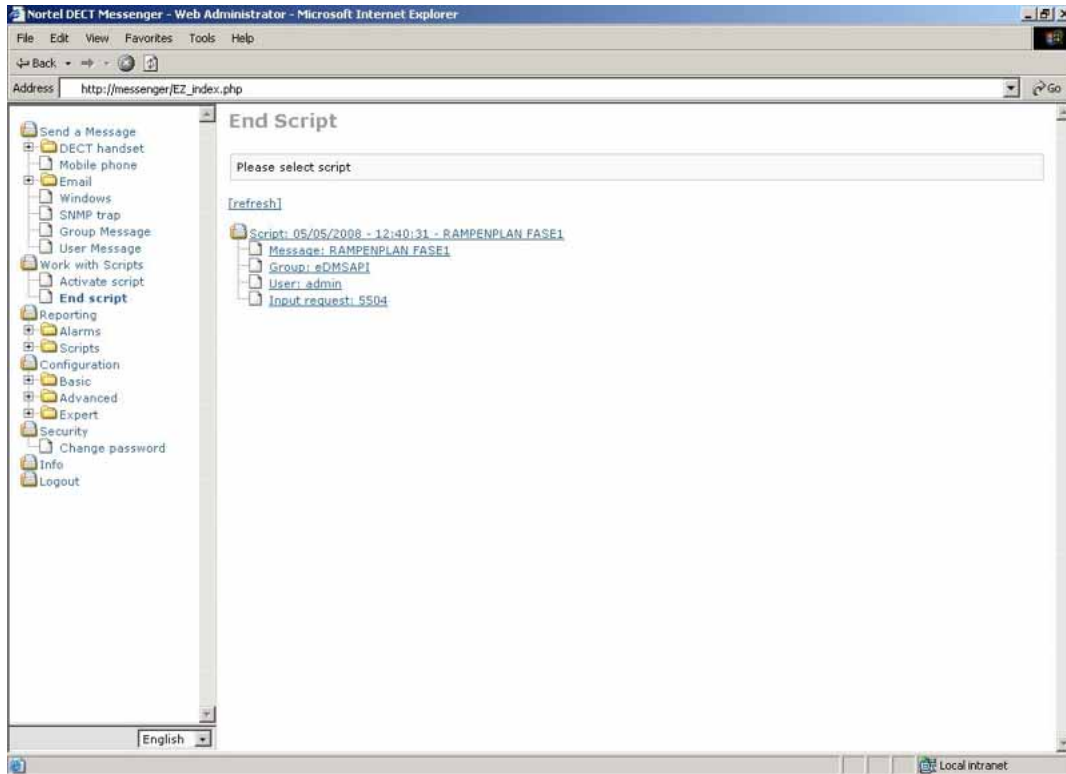 Nortel DECT Messenger - Web Administrator - Microsoft Internet Explorer
File Edit View Favorites Tools Help
Back
Address http://messenger/EZ_index.php Go
Send a Message
DECT handset
Mobile phone
Email
Windows
SNMP trap
Group Message
User Message
Work with Scripts
Activate script
End script
Reporting
Alarms
Scripts
Configuration
Basic
Advanced
Expert
Security
Change password
Info
Logout
English
End Script
Please select script
[refresh]
Script: 05/05/2008 - 12:40:31 - RAMPENPLAN FASE1
Message: RAMPENPLAN FASE1
Group: eDMSAPI
User: admin
Input request: 5504
Local intranet